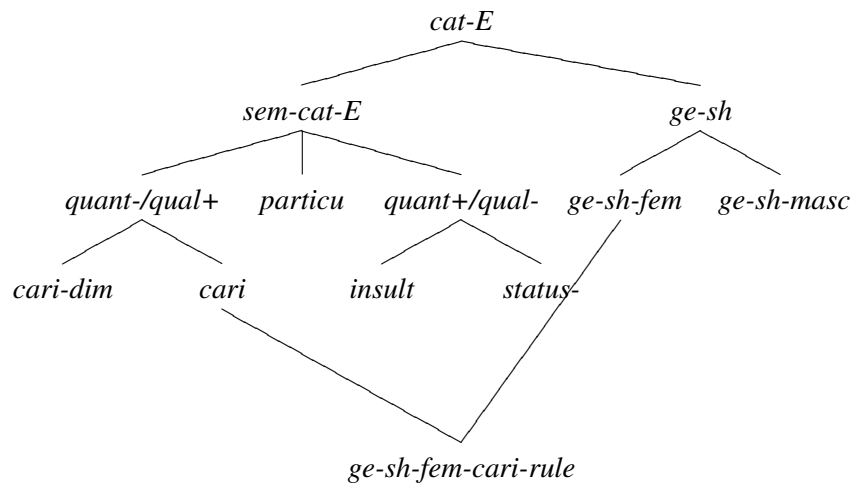 cat-E
sem-cat-E ge-sh
quant-/qual+ particu quant+/qual- ge-sh-fem ge-sh-masc
cari-dim cari insult status-
ge-sh-fem-cari-rule